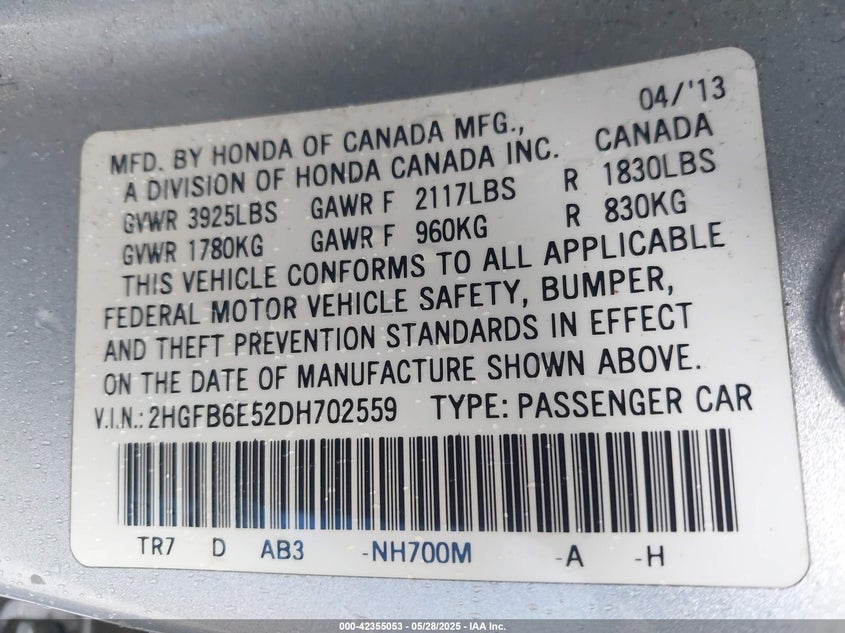 04/'13
MFD. BY HONDA OF CANADA MFG.,
A DIVISION OF HONDA CANADA INC. CANADA
GVWR 3925LBS GAWR F 2117LBS R 1830LBS
GVWR 1780KG GAWR F 960KG R 830KG
THIS VEHICLE CONFORMS TO ALL APPLICABLE
FEDERAL MOTOR VEHICLE SAFETY, BUMPER,
AND THEFT PREVENTION STANDARDS IN EFFECT
ON THE DATE OF MANUFACTURE SHOWN ABOVE.
V.I.N.: 2HGFB6E52DH702559 TYPE: PASSENGER CAR
TR7 D AB3 -NH700M -A -H
000-42355053 — 05/28/2025 — IAA Inc.